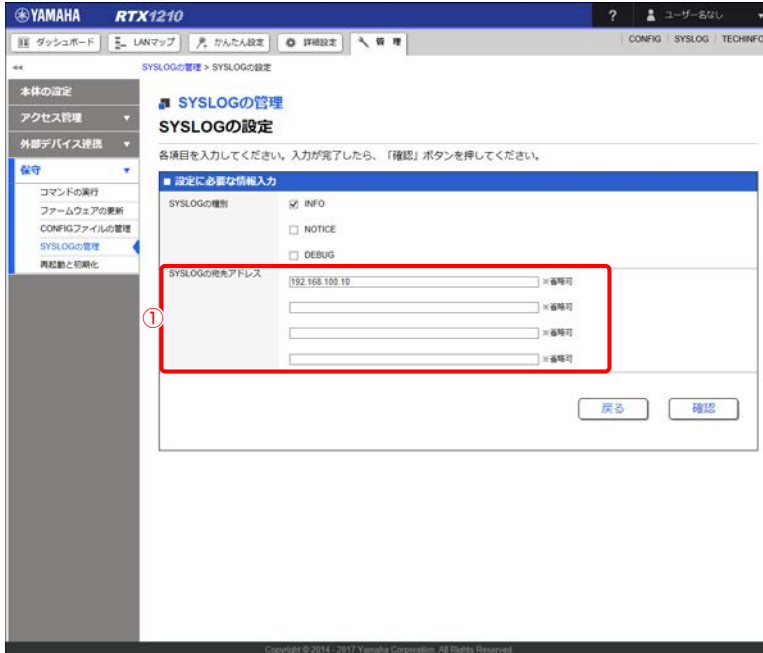 YAMAHA RTX1210 ? ユーザー名なし
ダッシュボード LANマップ かんたん設定 詳細設定 管理 CONFIG SYSLOG TECHINFO
SYSLOGの管理 > SYSLOGの設定
本体の設定
アクセス管理
外部デバイス連携
保守
コマンドの実行
ファームウェアの更新
CONFIGファイルの管理
SYSLOGの管理
再起動と初期化
SYSLOGの管理
SYSLOGの設定
各項目を入力してください。入力が完了したら、「確認」ボタンを押してください。
■ 設定に必要な情報入力
SYSLOGの種別 INFO
NOTICE
DEBUG
SYSLOGの宛先アドレス 192.168.100.10 ※省略可
①
※省略可
※省略可
※省略可
戻る 確認
Copyright © 2014 - 2017 Yamaha Corporation. All Rights Reserved.